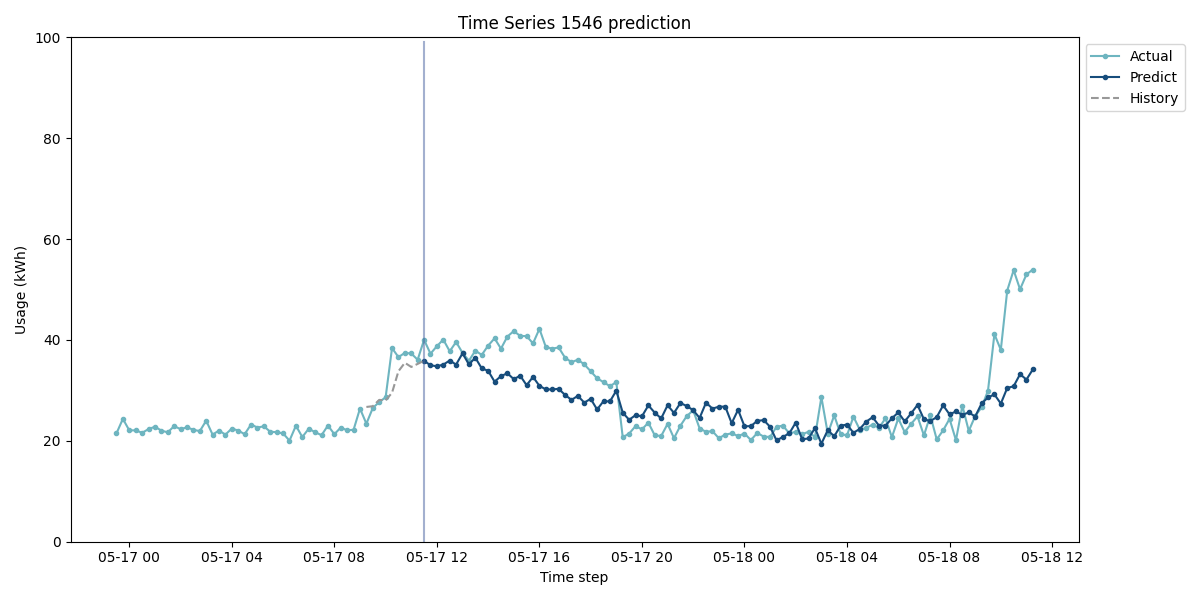 Time Series 1546 prediction
Usage (kWh)
100
80
60
40
20
0
05-17 00
05-17 04
05-17 08
05-17 12
05-17 16
05-17 20
05-18 00
05-18 04
05-18 08
05-18 12
Time step
Actual
Predict
History